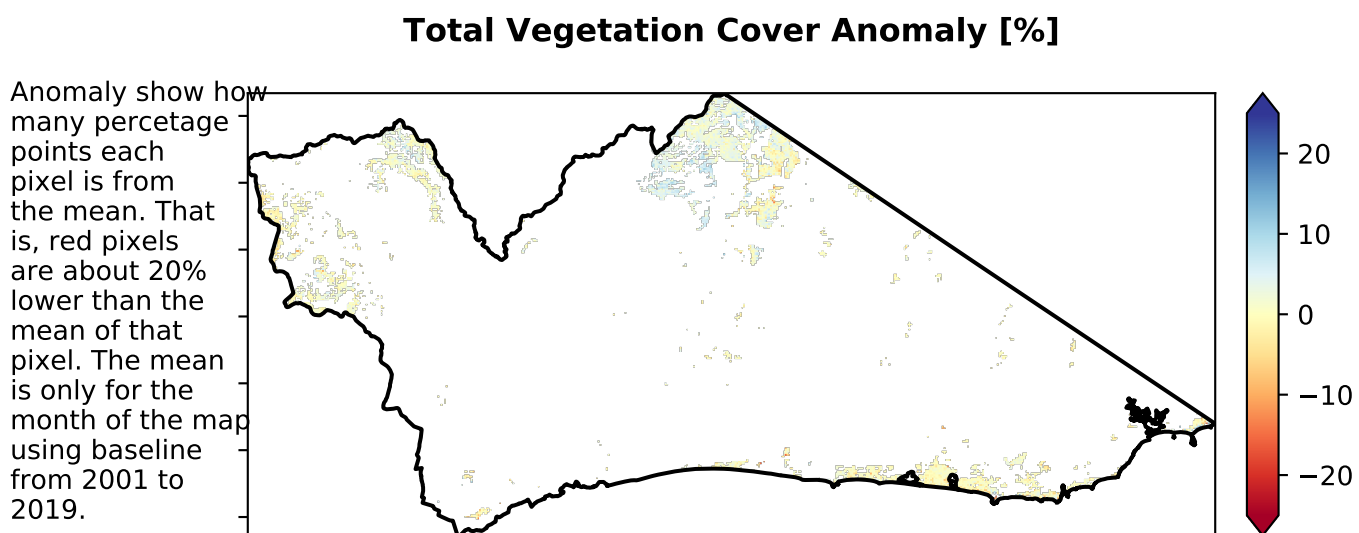 Total Vegetation Cover Anomaly [%]
Anomaly show how
many percetage
points each
pixel is from
the mean. That
is, red pixels
are about 20%
lower than the
mean of that
pixel. The mean
is only for the
month of the map
using baseline
from 2001 to
2019.
20
10
0
−10
−20